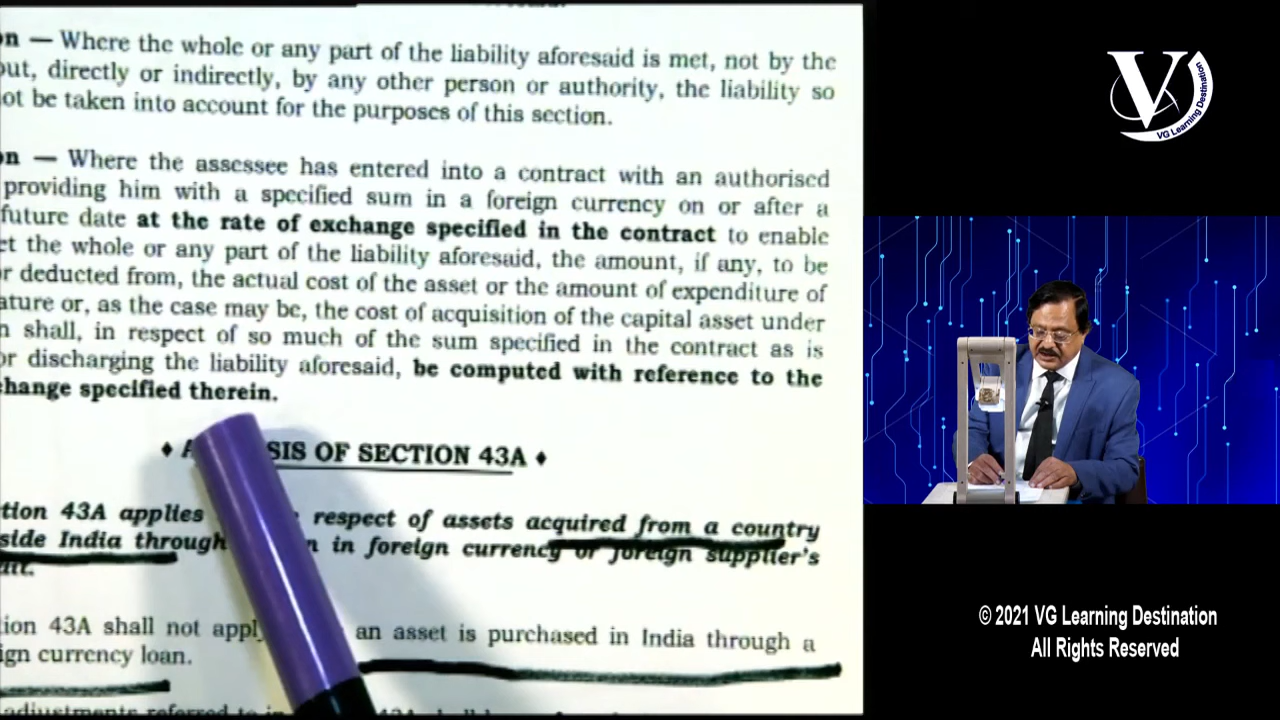 on — Where the whole or any part of the liability aforesaid is met, not by the
out, directly or indirectly, by any other person or authority, the liability so
ot be taken into account for the purposes of this section.
on — Where the assessee has entered into a contract with an authorised
providing him with a specified sum in a foreign currency on or after a
future date at the rate of exchange specified in the contract to enable
et the whole or any part of the liability aforesaid, the amount, if any, to be
or deducted from, the actual cost of the asset or the amount of expenditure of
ature or, as the case may be, the cost of acquisition of the capital asset under
n shall, in respect of so much of the sum specified in the contract as is
or discharging the liability aforesaid, be computed with reference to the
change specified therein.
♦ A SIS OF SECTION 43A ♦
tion 43A applies respect of assets acquired from a country
side India through n in foreign currency or foreign supplier's
tion 43A shall not appl an asset is purchased in India through a
ign currency loan.
adjustments referred to in
V
VG Learning Destination
© 2021 VG Learning Destination
All Rights Reserved